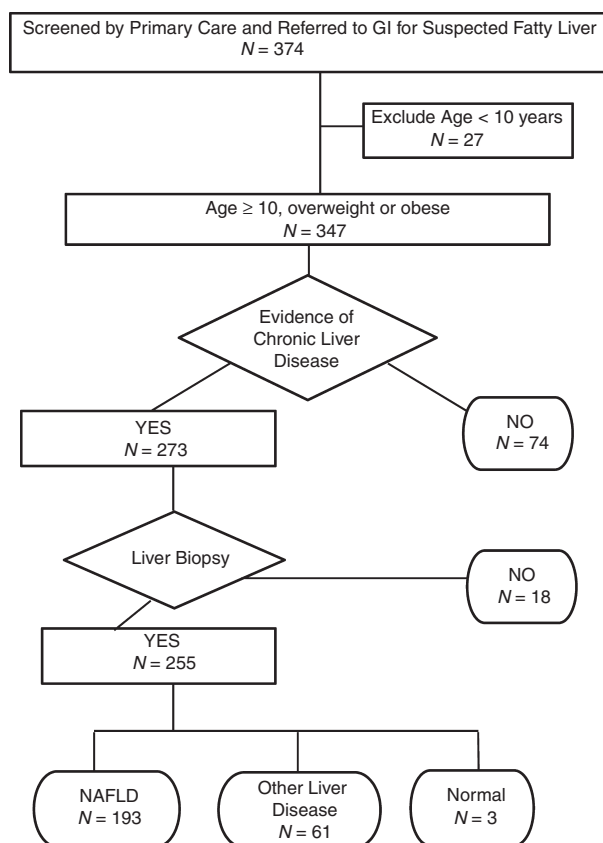 Screened by Primary Care and Referred to GI for Suspected Fatty Liver
N = 374
Exclude Age < 10 years
N = 27
Age ≥ 10, overweight or obese
N = 347
Evidence of
Chronic Liver
Disease
YES
N = 273
NO
N = 74
Liver Biopsy
NO
N = 18
YES
N = 255
NAFLD
N = 193
Other Liver
Disease
N = 61
Normal
N = 3